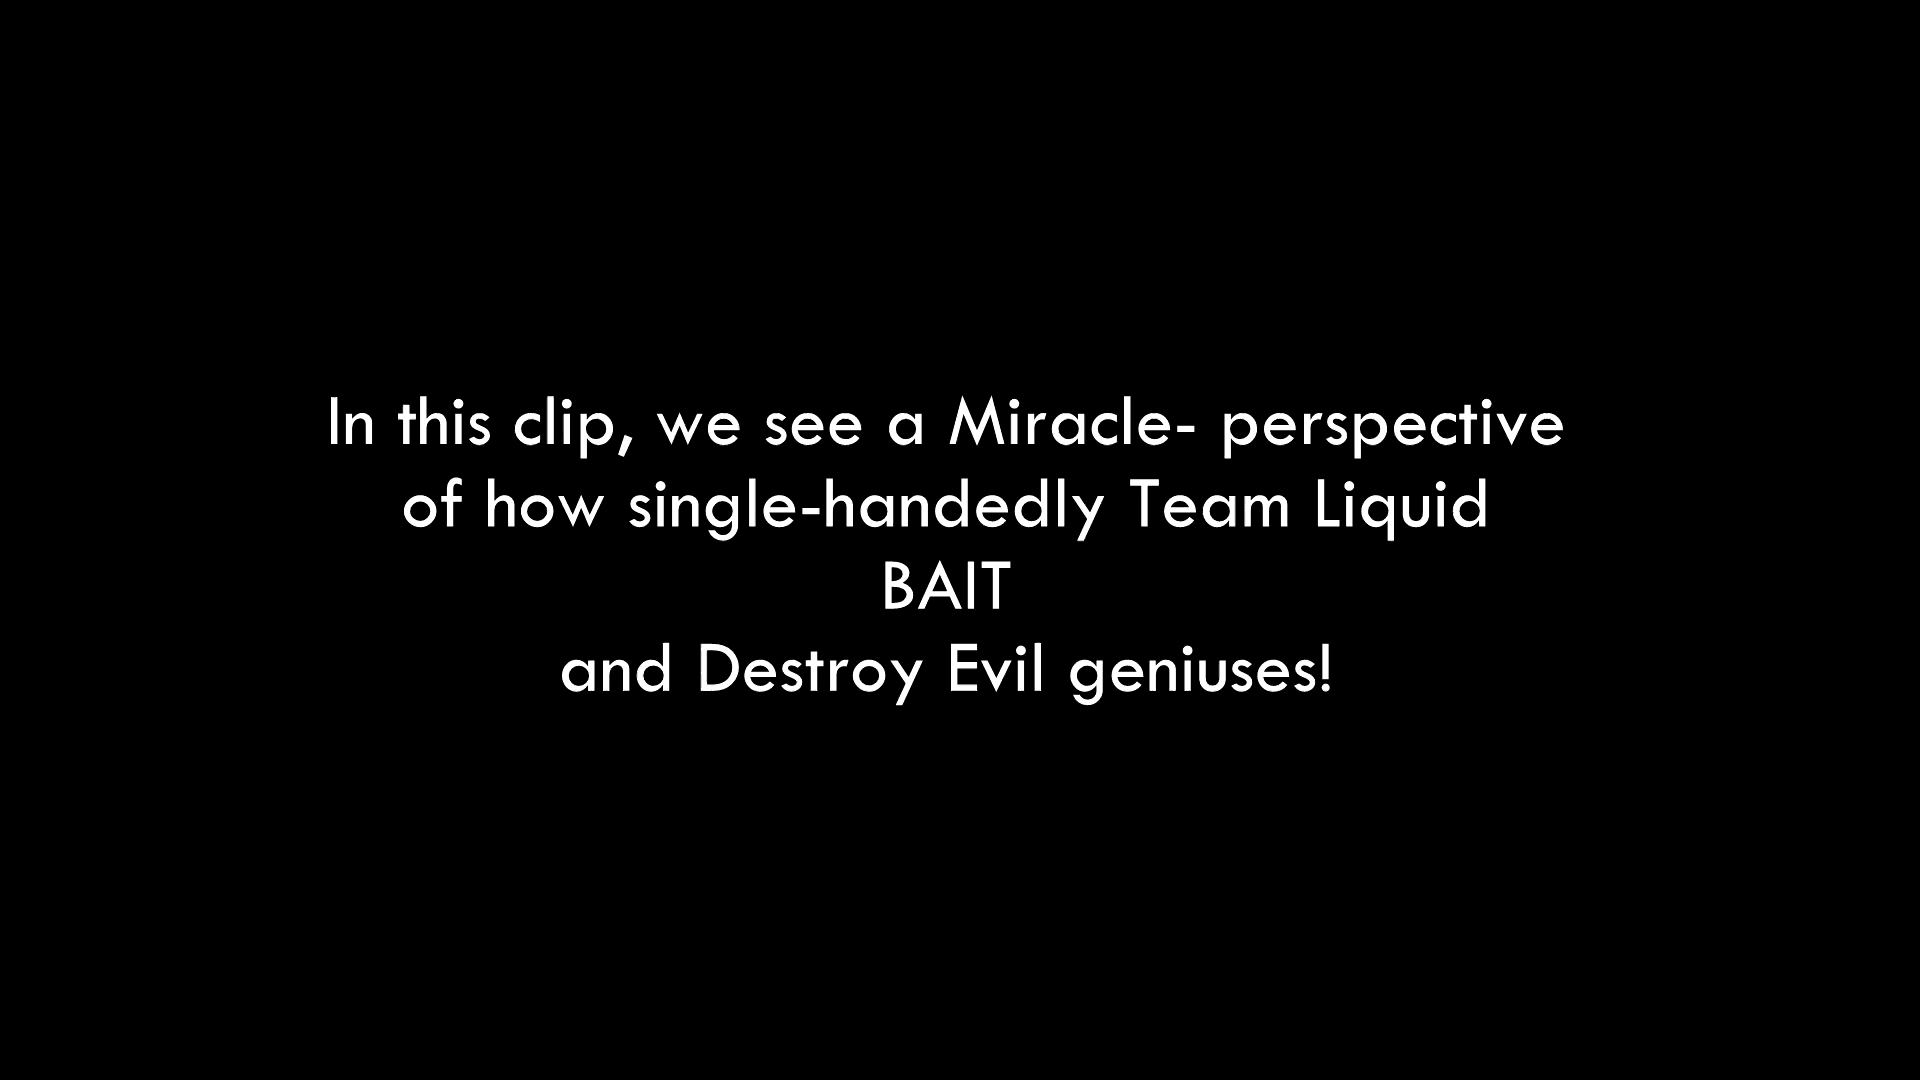 In this clip, we see a Miracle- perspective
of how single-handedly Team Liquid
BAIT
and Destroy Evil geniuses!